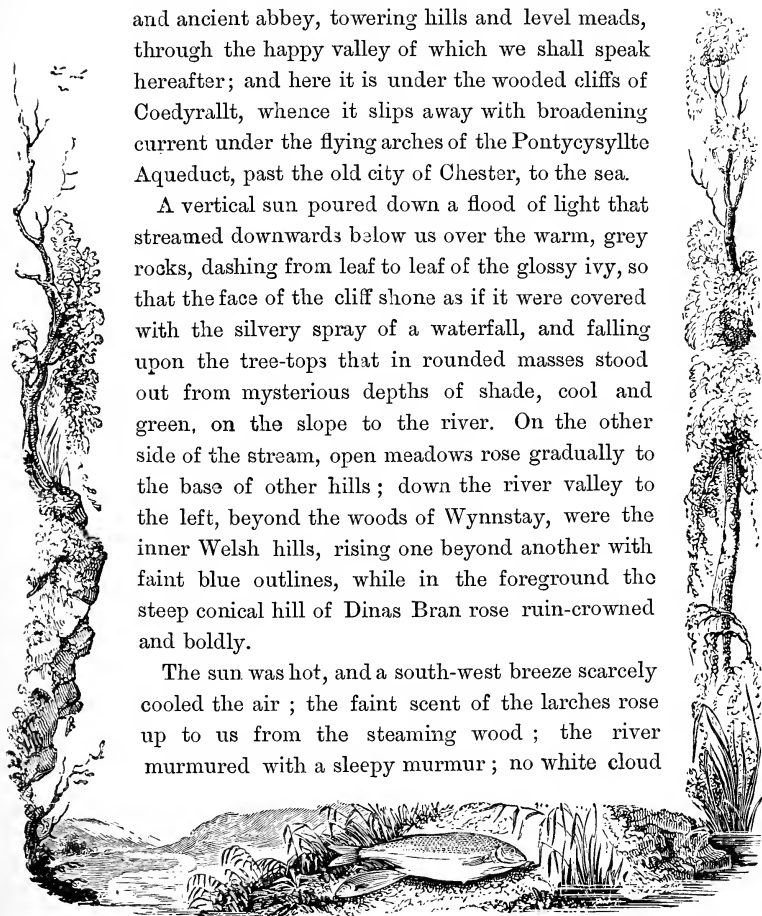 and ancient abbey, towering hills and level meads,
through the happy valley of which we shall speak
hereafter; and here it is under the wooded cliffs of
Coedyrallt, whence it slips away with broadening
current under the flying arches of the Pontycysyllte
Aqueduct, past the old city of Chester, to the sea.
A vertical sun poured down a flood of light that
streamed downwards below us over the warm, grey
rocks, dashing from leaf to leaf of the glossy ivy, so
that the face of the cliff shone as if it were covered
with the silvery spray of a waterfall, and falling
upon the tree-tops that in rounded masses stood
out from mysterious depths of shade, cool and
green, on the slope to the river. On the other
side of the stream, open meadows rose gradually to
the base of other hills; down the river valley to
the left, beyond the woods of Wynnstay, were the
inner Welsh hills, rising one beyond another with
faint blue outlines, while in the foreground the
steep conical hill of Dinas Bran rose ruin-crowned
and boldly.
The sun was hot, and a south-west breeze scarcely
cooled the air; the faint scent of the larches rose
up to us from the steaming wood; the river
murmured with a sleepy murmur; no white cloud